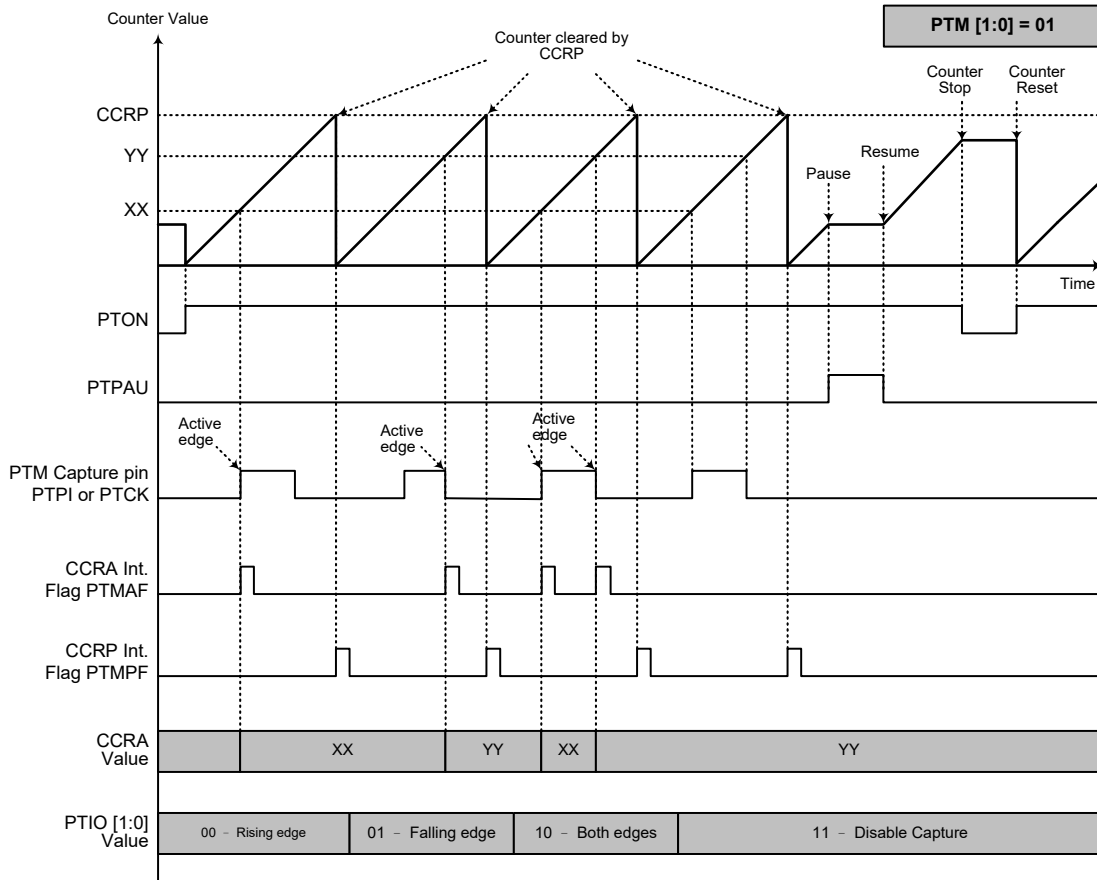 Counter Value
PTM [1:0] = 01
Counter cleared by
CCRP
Counter
Stop
Counter
Reset
CCRP
YY
XX
Pause
Resume
Time
PTON
PTPAU
Active
edge
Active
edge
Active
edge
PTM Capture pin
PTPI or PTCK
CCRA Int.
Flag PTMAF
CCRP Int.
Flag PTMPF
CCRA
Value
XX
YY
XX
YY
PTIO [1:0]
Value
00 – Rising edge
01 – Falling edge
10 – Both edges
11 – Disable Capture